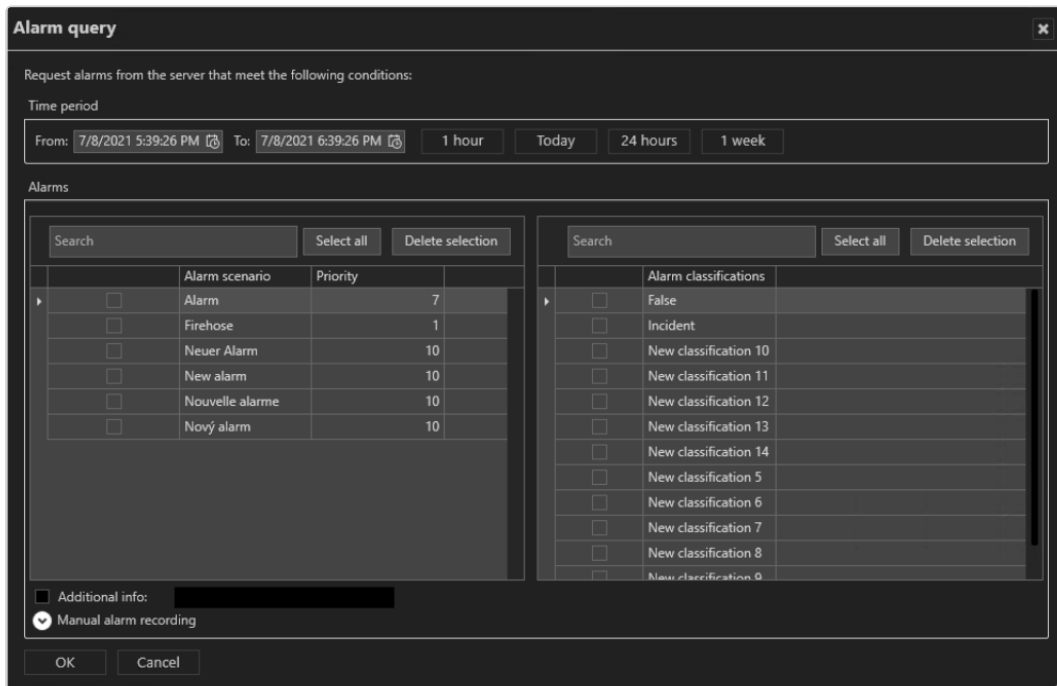 Alarm query
Request alarms from the server that meet the following conditions:
Time period
From: 7/8/2021 5:39:26 PM To: 7/8/2021 6:39:26 PM 1 hour Today 24 hours 1 week
Alarms
Search Select all Delete selection
Alarm scenario Priority
Alarm 7
Firehose 1
Neuer Alarm 10
New alarm 10
Nouvelle alarme 10
Nový alarm 10
Search Select all Delete selection
Alarm classifications
False
Incident
New classification 10
New classification 11
New classification 12
New classification 13
New classification 14
New classification 5
New classification 6
New classification 7
New classification 8
New classification 9
Additional info:
Manual alarm recording
OK Cancel